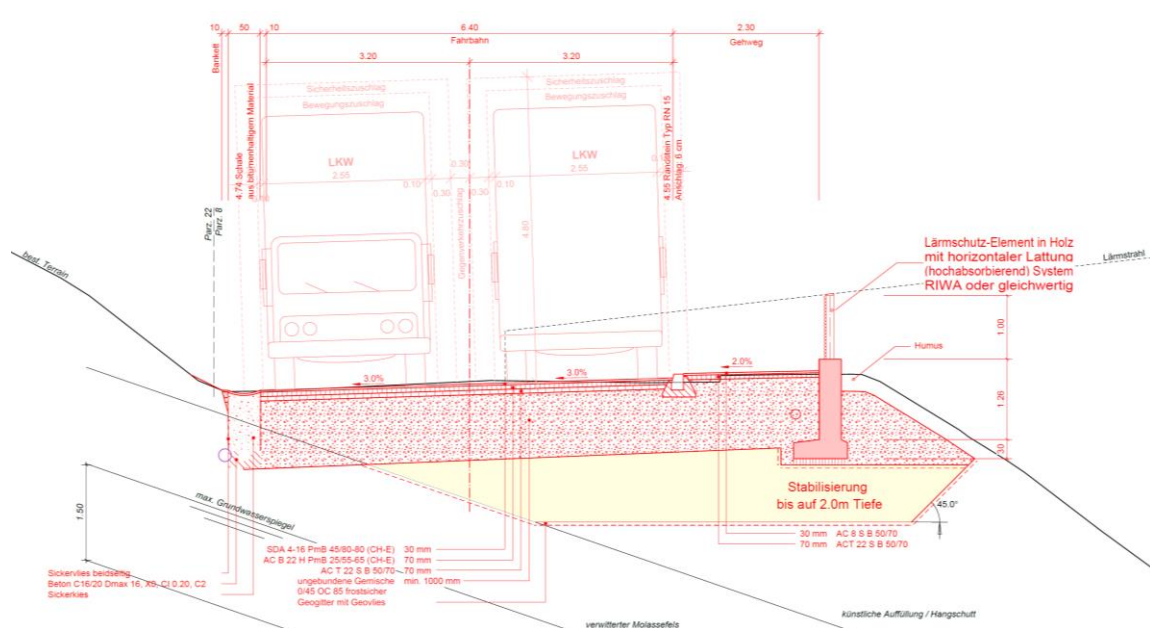 10 50 10 6.40 2.30
Fahrbahn Gehweg
3.20 3.20
Bankett
4.74 Schale
aus bitumenhaltigem Material
Sicherheitszuschlag
Bewegungszuschlag
LKW
2.55
0.10
0.30
0.30
Gegenverkehrszuschlag
0.30
4.80
Sicherheitszuschlag
Bewegungszuschlag
LKW
2.55
0.10
4.55 Randstein Typ RN 15
Anschlag: 6 cm
Parz. 22
Parz. 8
best. Terrain
Lärmschutz-Element in Holz
mit horizontaler Lattung
(hochabsorbierend) System
RIWA oder gleichwertig
Lärmstrahl
1.00
Humus
3.0% 3.0% 2.0%
1.26
30
1.50
max. Grundwasserspiegel
Stabilisierung
bis auf 2.0m Tiefe
45.0°
SDA 4-16 PmB 45/80-80 (CH-E) 30 mm
AC B 22 H PmB 25/55-65 (CH-E) 70 mm
AC T 22 S B 50/70 70 mm
ungebundene Gemische min. 1000 mm
0/45 OC 85 frostsicher
Geogitter mit Geovlies
30 mm AC 8 S B 50/70
70 mm ACT 22 S B 50/70
Sickervlies beidseitig
Beton C16/20 Dmax 16, X0, Cl 0.20, C2
Sickerkies
verwitterter Molassefels
künstliche Auffüllung / Hangschutt